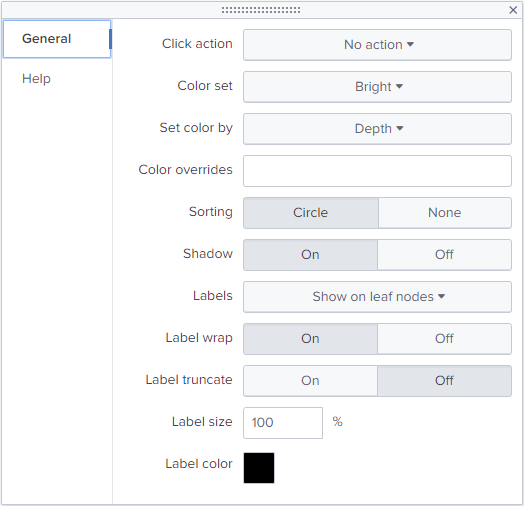 General
Help
Click action No action
Color set Bright
Set color by Depth
Color overrides
Sorting Circle None
Shadow On Off
Labels Show on leaf nodes
Label wrap On Off
Label truncate On Off
Label size 100 %
Label color